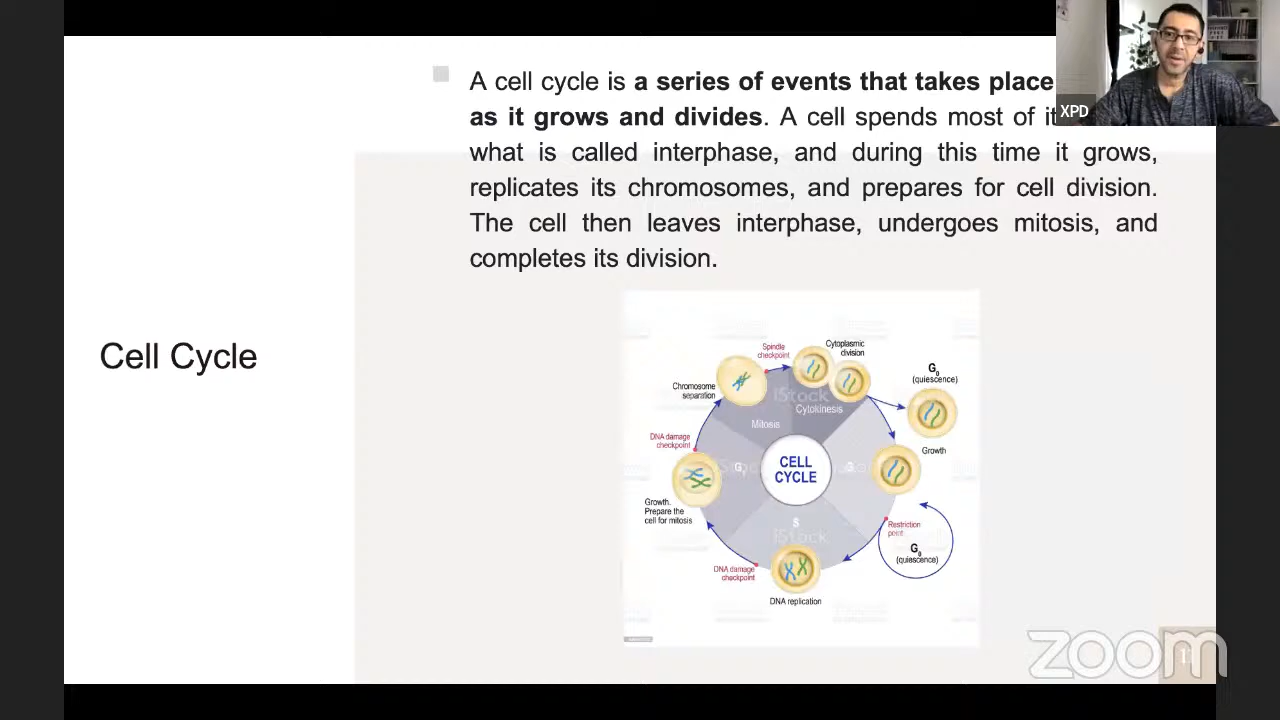 A cell cycle is a series of events that takes place
as it grows and divides. A cell spends most of
what is called interphase, and during this time it grows,
replicates its chromosomes, and prepares for cell division.
The cell then leaves interphase, undergoes mitosis, and
completes its division.
XPD
Cell Cycle
Spindle
checkpoint
Cytoplasmic
division
G0
(quiescence)
Chromosome
separation
iStock
Cytokinesis
Mitosis
DNA damage
checkpoint
Growth
CELL
CYCLE
Growth.
Prepare the
cell for mitosis
S
iStock
Restriction
point
G0
(quiescence)
DNA damage
checkpoint
DNA replication
zoom